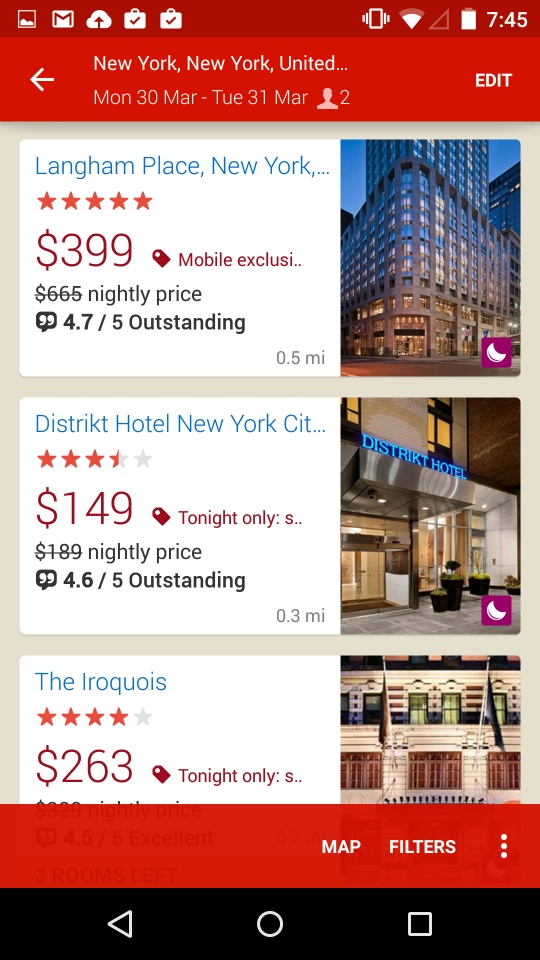 7:45
New York, New York, United...
Mon 30 Mar - Tue 31 Mar 2
EDIT
Langham Place, New York,...
$399 Mobile exclusi..
$665 nightly price
4.7 / 5 Outstanding
0.5 mi
Distrikt Hotel New York Cit...
DISTRIKT HOTEL
$149 Tonight only: s..
$189 nightly price
4.6 / 5 Outstanding
0.3 mi
The Iroquois
$263 Tonight only: s..
$329 nightly price
4.5 / 5 Excellent
0.2 mi
3 ROOMS LEFT
MAP FILTERS